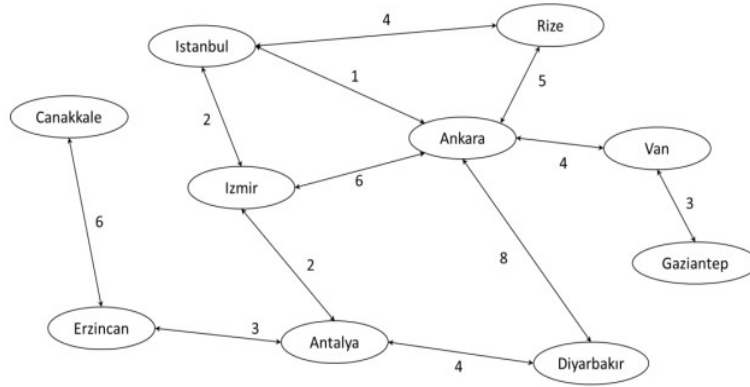 4
Rize
Istanbul
1
5
Canakkale
2
Ankara
Van
4
Izmir
6
3
6
8
Gaziantep
2
Erzincan
3
Antalya
4
Diyarbakır